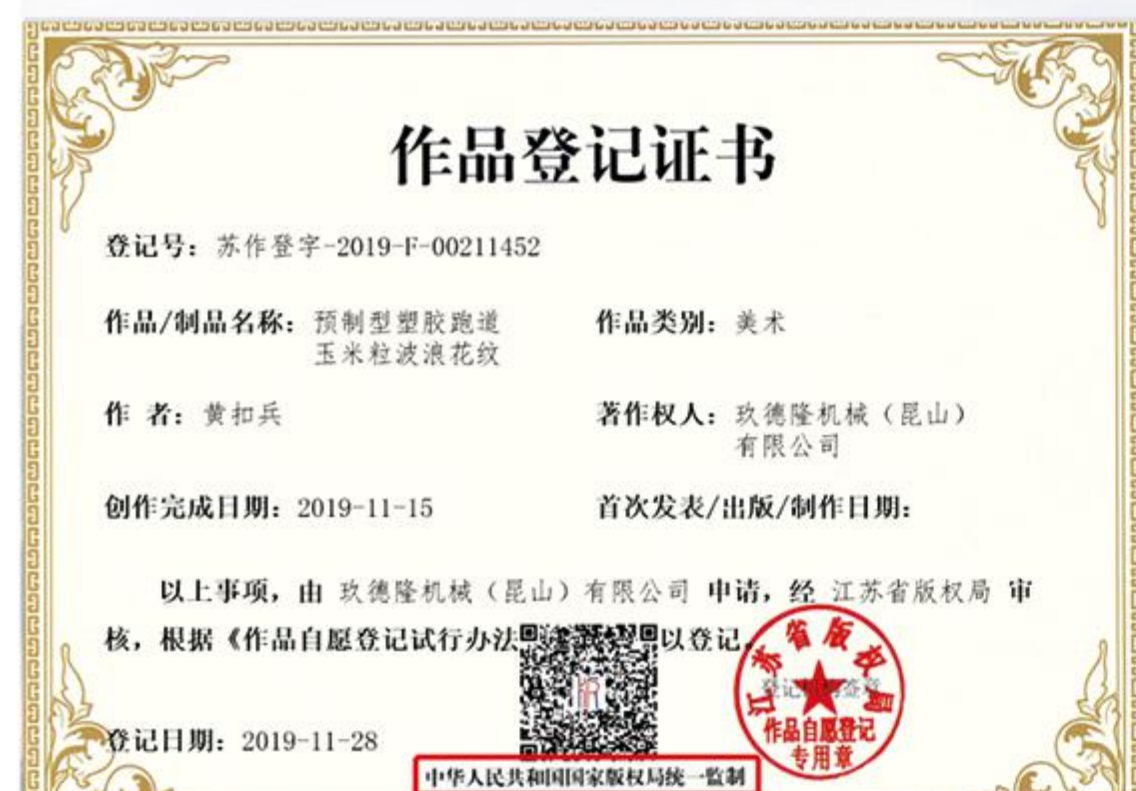 作品登记证书
登记号：苏作登字-2019-F-00211452
作品/制品名称：预制型塑胶跑道
玉米粒波浪花纹
作品类别：美术
作 者：黄扣兵
著作权人：玖德隆机械（昆山）
有限公司
创作完成日期：2019-11-15
首次发表/出版/制作日期：
以上事项，由 玖德隆机械（昆山）有限公司 申请，经 江苏省版权局 审
核，根据《作品自愿登记试行办法 以登记。
江苏省版权局
登记 签章
作品自愿登记
专用章
登记日期：2019-11-28
中华人民共和国国家版权局统一监制